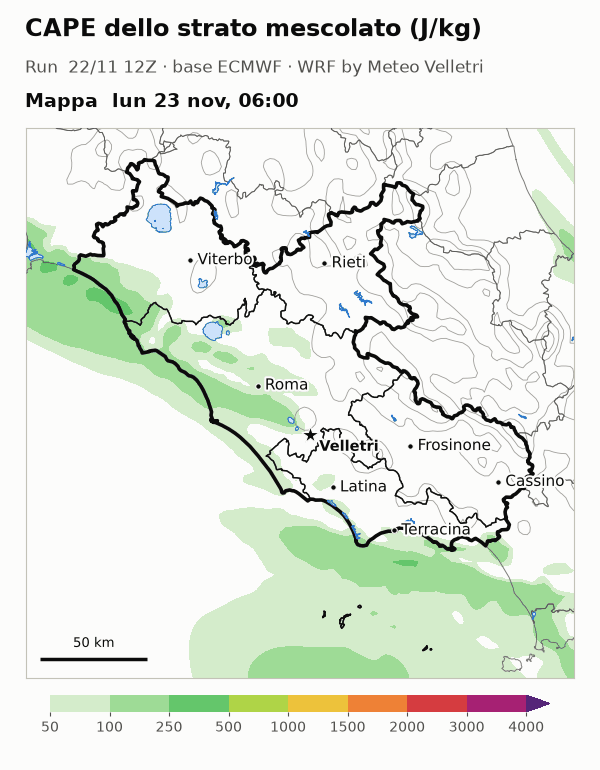 CAPE dello strato mescolato (J/kg)
Run  22/11 12Z · base ECMWF · WRF by Meteo Velletri
Mappa  lun 23 nov, 06:00
Viterbo
Rieti
Roma
Velletri
Frosinone
Cassino
Latina
Terracina
50 km
50 100 250 500 1000 1500 2000 3000 4000